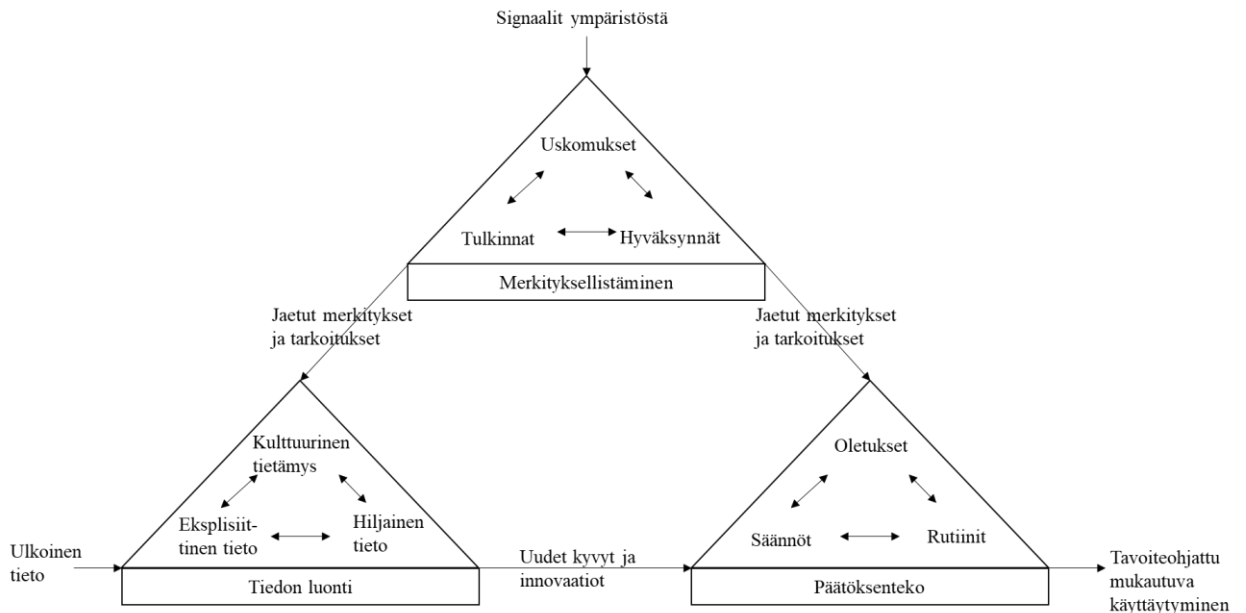 Signaalit ympäristöstä
Uskomukset
Tulkinnat
Hyväksynnät
Merkityksellistäminen
Jaetut merkitykset
ja tarkoitukset
Jaetut merkitykset
ja tarkoitukset
Kulttuurinen
tietämys
Eksplisiit-
tinen tieto
Hiljainen
tieto
Oletukset
Säännöt
Rutiinit
Ulkoinen
tieto
Tiedon luonti
Uudet kyvyt ja
innovaatiot
Päätöksenteko
Tavoiteohjattu
mukautuva
käyttäytyminen